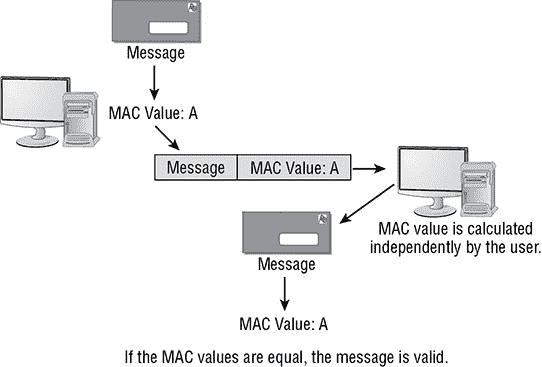 Message
MAC Value: A
Message MAC Value: A
MAC value is calculated
independently by the user.
Message
MAC Value: A
If the MAC values are equal, the message is valid.